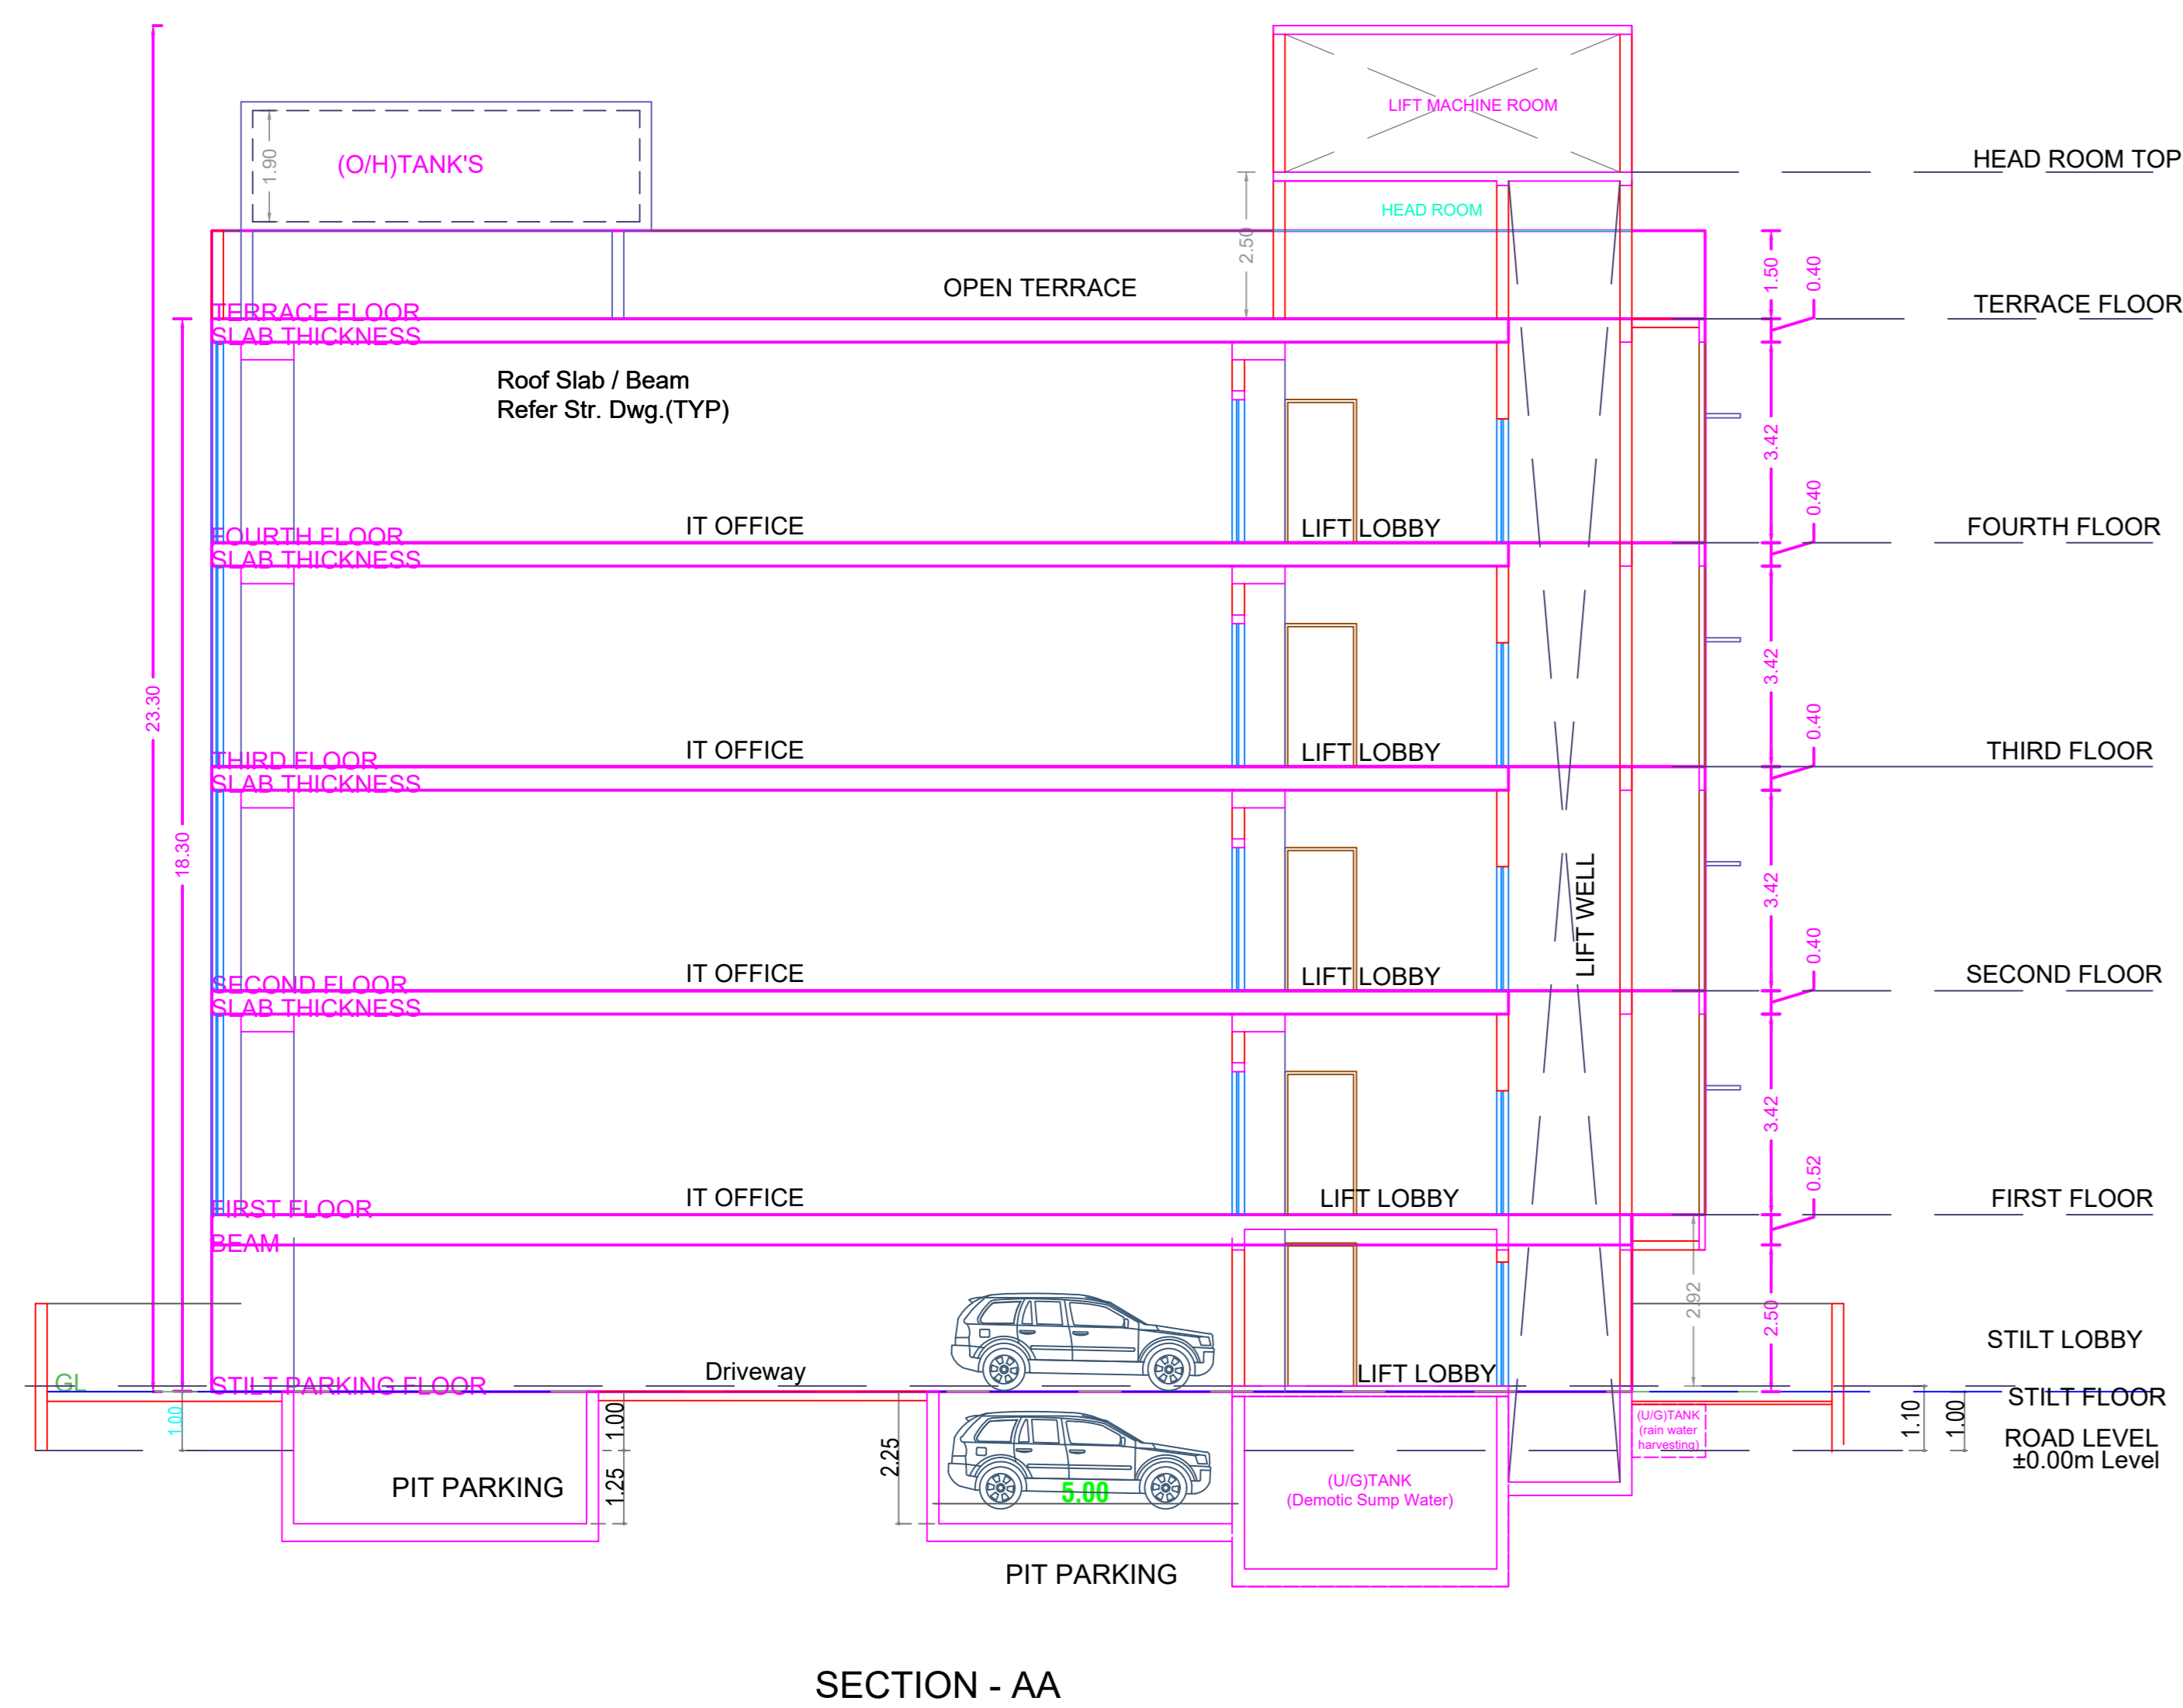 LIFT MACHINE ROOM
HEAD ROOM TOP
1.90
(O/H)TANK'S
HEAD ROOM
2.50
OPEN TERRACE
1.50
0.40
TERRACE FLOOR
TERRACE FLOOR
SLAB THICKNESS
Roof Slab / Beam
Refer Str. Dwg.(TYP)
3.42
0.40
IT OFFICE
LIFT LOBBY
FOURTH FLOOR
FOURTH FLOOR
SLAB THICKNESS
23.30
3.42
0.40
IT OFFICE
LIFT LOBBY
THIRD FLOOR
THIRD FLOOR
SLAB THICKNESS
18.30
3.42
LIFT WELL
0.40
IT OFFICE
LIFT LOBBY
SECOND FLOOR
SECOND FLOOR
SLAB THICKNESS
3.42
0.52
IT OFFICE
LIFT LOBBY
FIRST FLOOR
FIRST FLOOR
BEAM
2.92
2.50
STILT LOBBY
GL
STILT PARKING FLOOR
Driveway
LIFT LOBBY
STILT FLOOR
1.00
1.00
2.25
1.25
(U/G)TANK
(rain water
harvesting)
1.10
1.00
ROAD LEVEL
±0.00m Level
PIT PARKING
5.00
(U/G)TANK
(Demotic Sump Water)
PIT PARKING
SECTION - AA